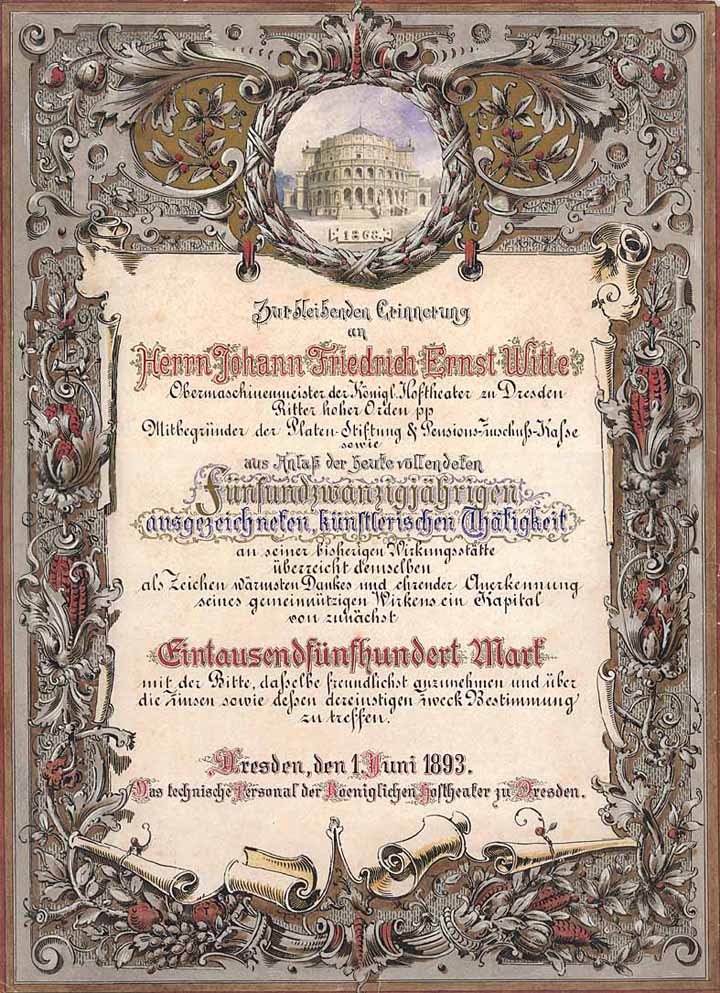 1868.
Zur bleibenden Erinnerung
an
Herrn Johann Friedrich Ernst Witte
Obermaschinenmeister der Königl. Hoftheater zu Dresden
Ritter hoher Orden pp
Mitbegründer der Platen-Stiftung & Pensions-Zuschuß-Kasse
sowie
aus Anlaß der heute vollendeten
Fünfundzwanzigjährigen
ausgezeichneten, künstlerischen Thätigkeit
an seiner bisherigen Wirkungsstätte
überreicht demselben
als Zeichen wärmsten Dankes und ehrender Anerkennung
seines gemeinnützigen Wirkens ein Kapital
von zunächst
Eintausendfünfhundert Mark
mit der Bitte, dasselbe freundlichst anzunehmen und über
die Zinsen sowie dessen dereinstigen Zweck Bestimmung
zu treffen.
Dresden, den 1. Juni 1893.
Das technische Personal der Koeniglichen Hoftheater zu Dresden.